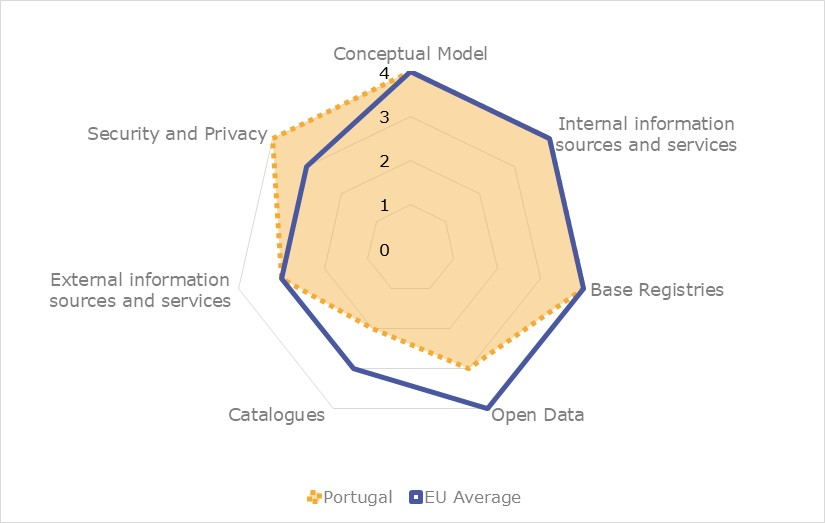 Conceptual Model
4
Internal information
sources and services
Security and Privacy
3
2
1
0
External information
sources and services
Base Registries
Catalogues
Open Data
Portugal
EU Average